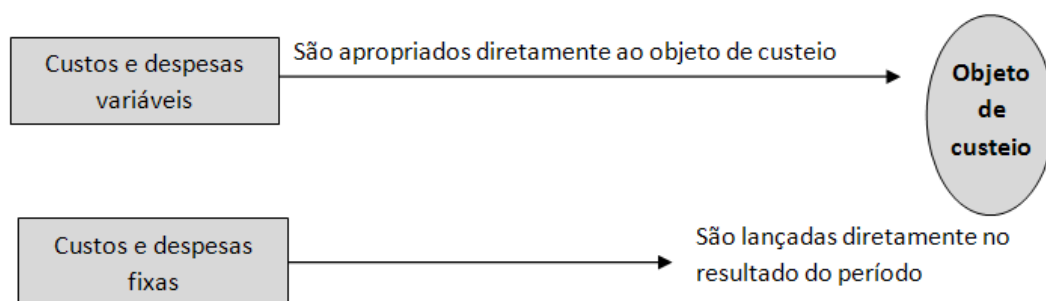 Custos e despesas
variáveis
São apropriados diretamente ao objeto de custeio
Objeto
de
custeio
Custos e despesas
fixas
São lançadas diretamente no
resultado do período